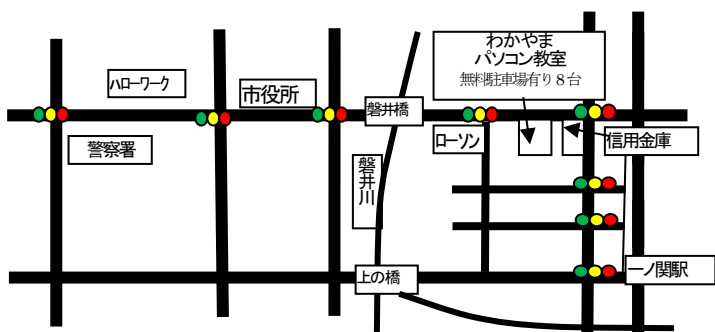 わかやま
パソコン教室
無料駐車場有り８台
ハローワーク
市役所
磐井橋
警察署
ローソン
信用金庫
磐井川
上の橋
一ノ関駅